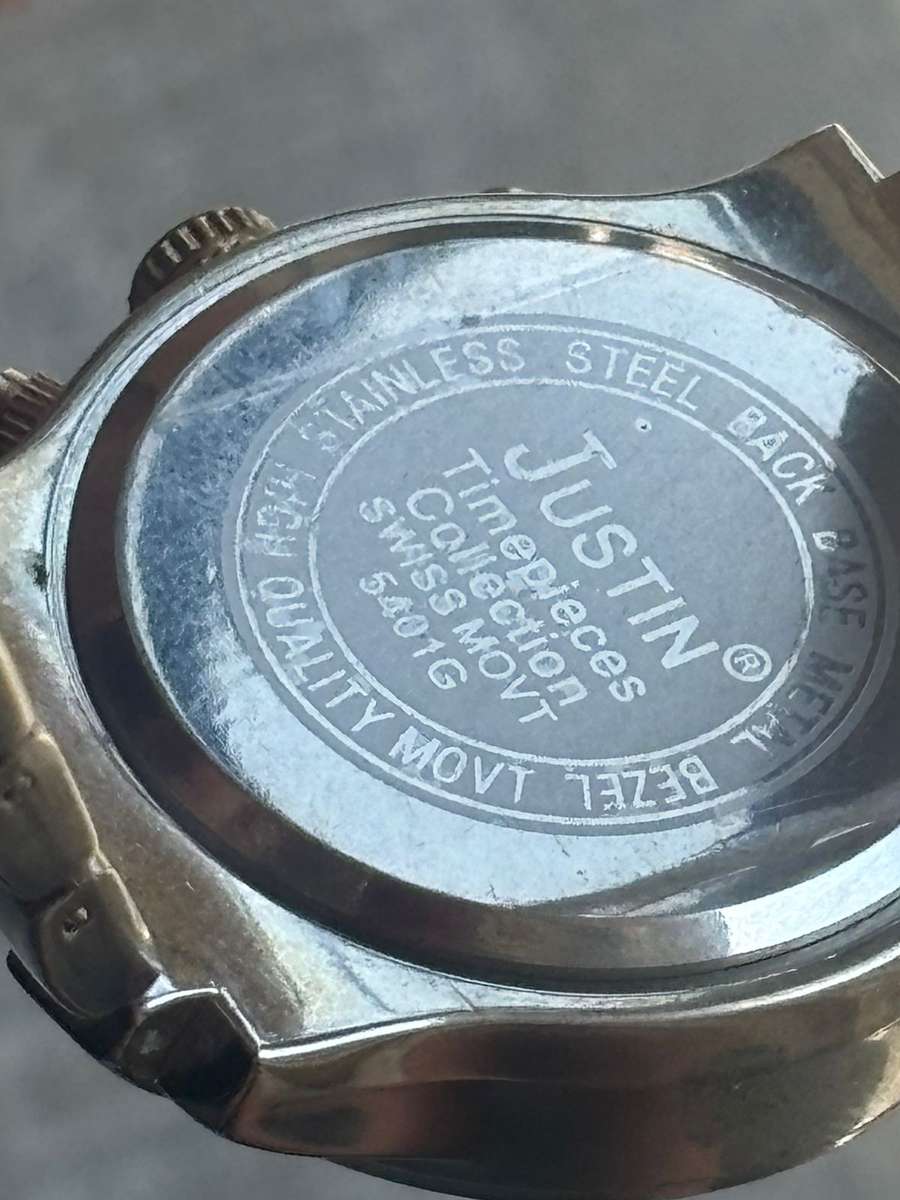 JUSTIN®
Timepieces
Collection
SWISS MOVT
5401G
STAINLESS STEEL BACK BASE METAL BEZEL
HIGH QUALITY MOVT